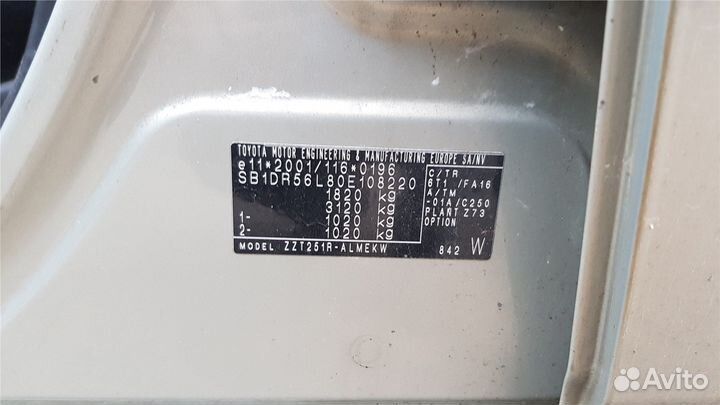 TOYOTA MOTOR ENGINEERING & MANUFACTURING EUROPE SA/NV
e11*2001/116*0196
SB1DR56L80E108220
1820 kg
3120 kg
1- 1020 kg
2- 1020 kg
MODEL ZZT251R-ALMEKW
C/TR
6T1 /FA16
A/TM
-01A/C250
PLANT Z73
OPTION
842 W
Avito